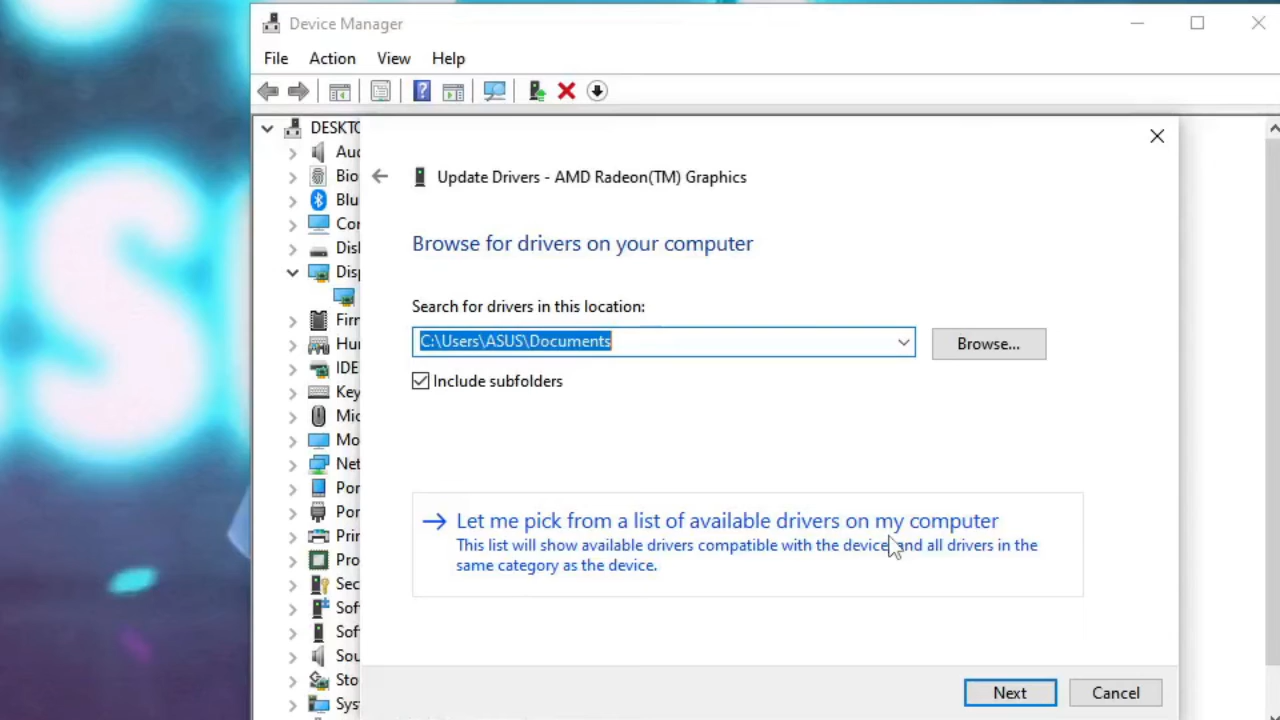 Device Manager
File Action View Help
DESKTO
Aud
Bio
Blu
Cor
Disk
Disp
Firr
Hur
IDE
Key
Mic
Mo
Net
Por
Por
Prin
Pro
Sec
Sof
Sof
Sou
Sto
Sys
Update Drivers - AMD Radeon(TM) Graphics
Browse for drivers on your computer
Search for drivers in this location:
C:\Users\ASUS\Documents
Browse...
Include subfolders
Let me pick from a list of available drivers on my computer
This list will show available drivers compatible with the device and all drivers in the
same category as the device.
Next Cancel